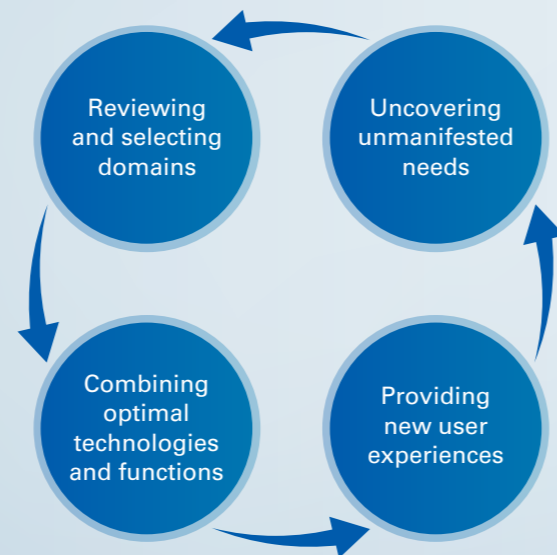 Reviewing
and selecting
domains
Uncovering
unmanifested
needs
Combining
optimal
technologies
and functions
Providing
new user
experiences